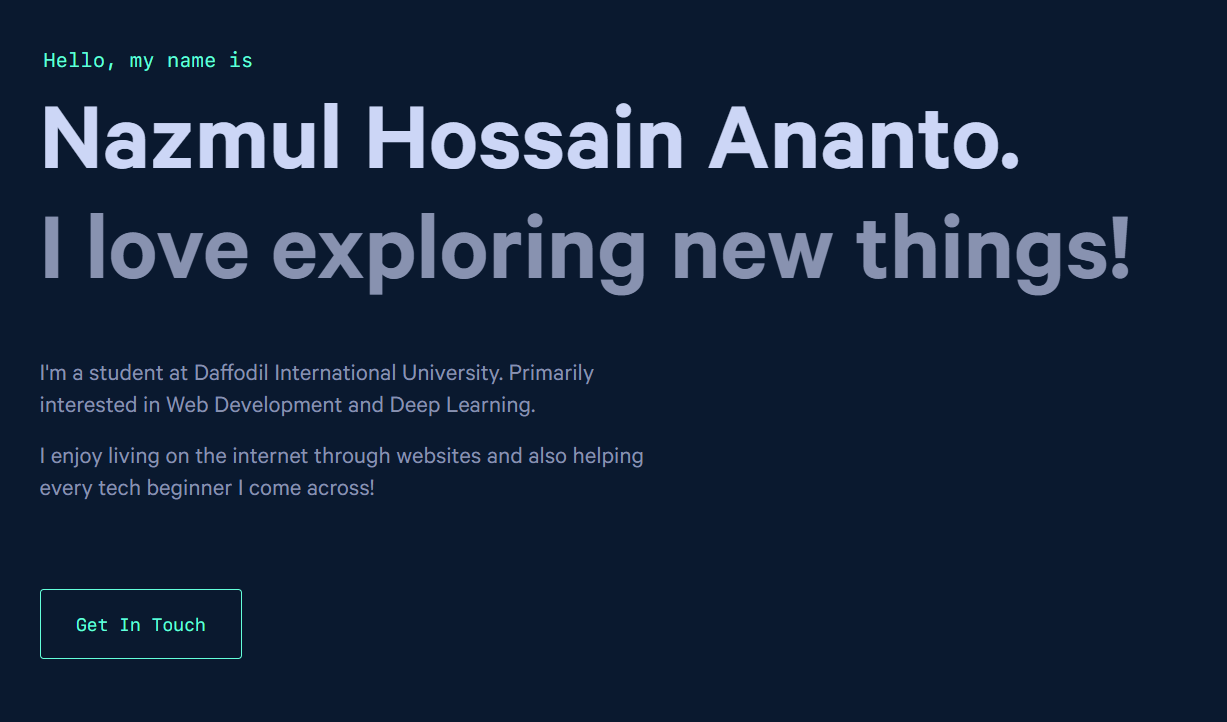 Hello, my name is
Nazmul Hossain Ananto.
I love exploring new things!
I'm a student at Daffodil International University. Primarily
interested in Web Development and Deep Learning.
I enjoy living on the internet through websites and also helping
every tech beginner I come across!
Get In Touch